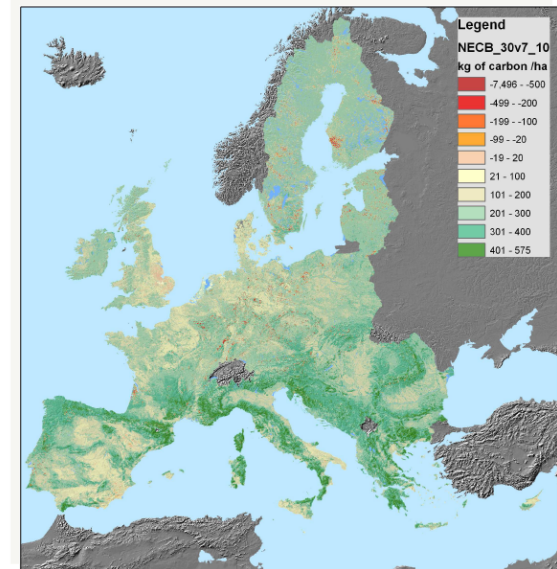 Legend
NECB_30v7_10
kg of carbon /ha
-7,496 - -500
-499 - -200
-199 - -100
-99 - -20
-19 - 20
21 - 100
101 - 200
201 - 300
301 - 400
401 - 575